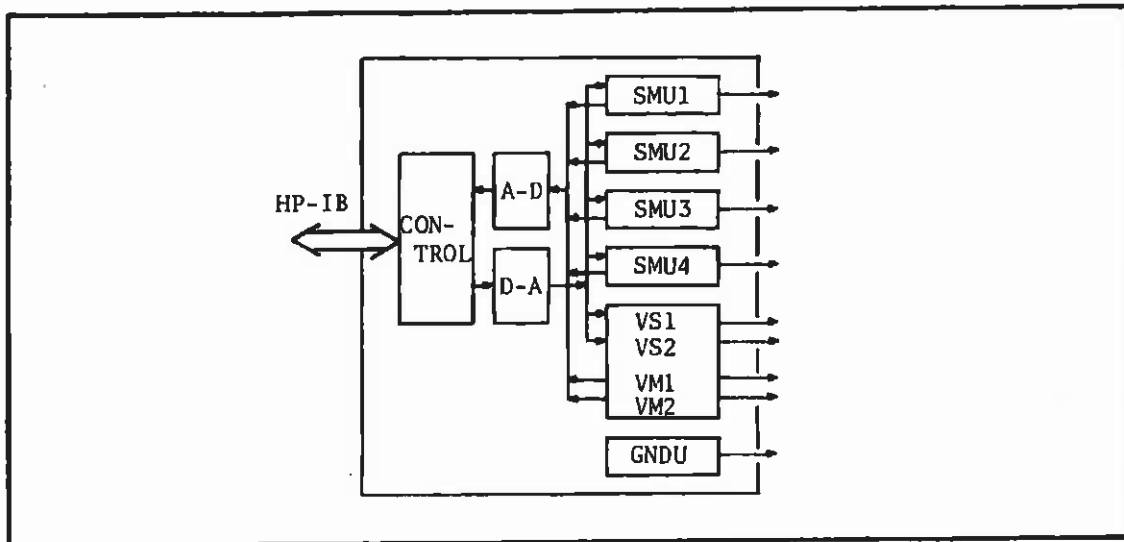 HP-IB
CON-
TROL
A-D
D-A
SMU1
SMU2
SMU3
SMU4
VS1
VS2
VM1
VM2
GNDU